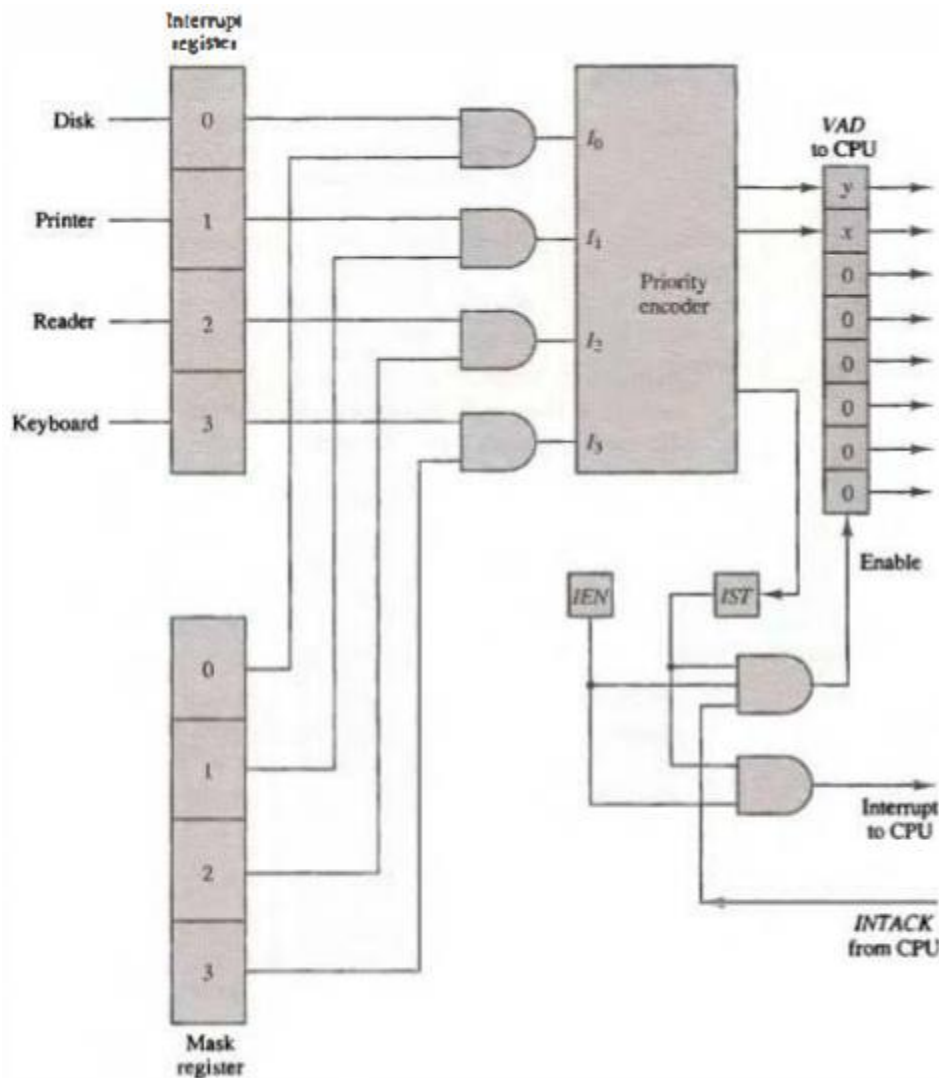 Interrupt
register
Disk
0
Printer
1
Reader
2
Keyboard
3
I0
I1
I2
I3
Priority
encoder
VAD
to CPU
y
x
0
0
0
0
0
0
Enable
IEN
IST
0
1
2
3
Mask
register
Interrupt
to CPU
INTACK
from CPU